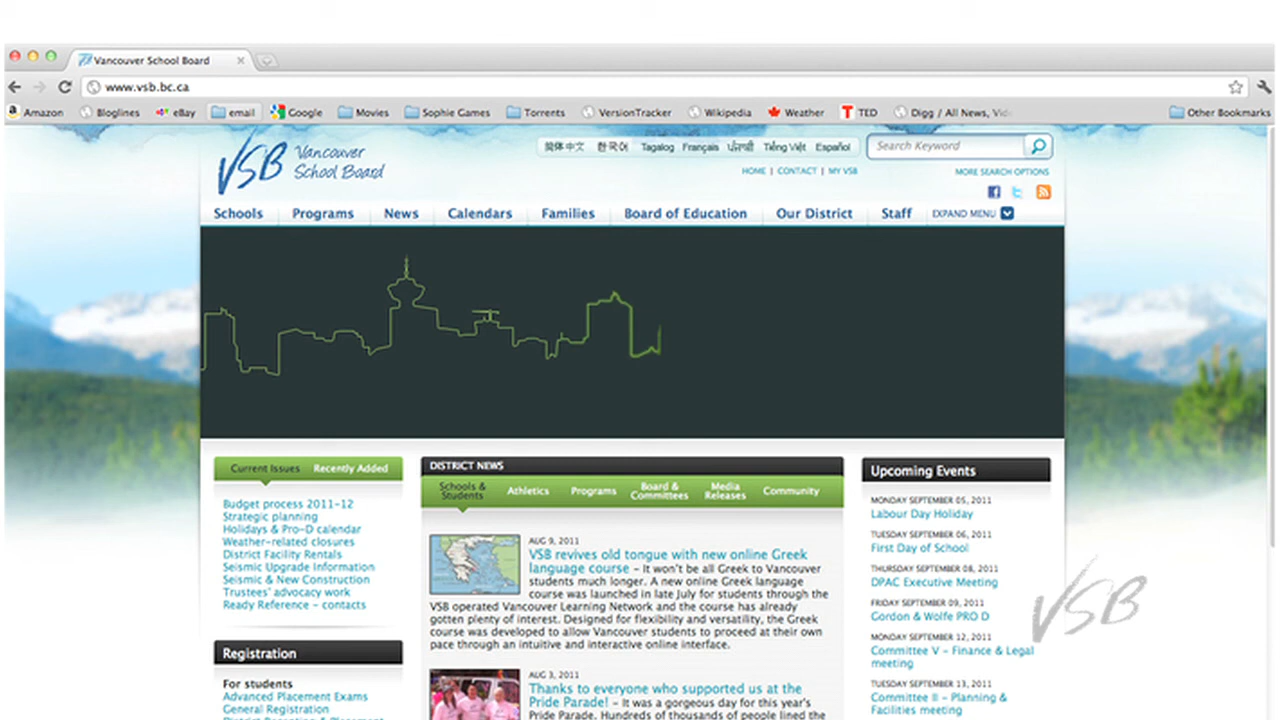 Vancouver School Board
www.vsb.bc.ca
Amazon Bloglines eBay email Google Movies Sophie Games Torrents VersionTracker Wikipedia Weather TED Digg / All News, Vid Other Bookmarks
VSB Vancouver School Board
簡体中文 한국어 Tagalog Français ਪੰਜਾਬੀ Tiếng Việt Español
Search Keyword
HOME | CONTACT | MY VSB
MORE SEARCH OPTIONS
Schools Programs News Calendars Families Board of Education Our District Staff EXPAND MENU
Current Issues Recently Added
Budget process 2011-12
Strategic planning
Holidays & Pro-D calendar
Weather-related closures
District Facility Rentals
Seismic Upgrade Information
Seismic & New Construction
Trustees' advocacy work
Ready Reference - contacts
Registration
For students
Advanced Placement Exams
General Registration
DISTRICT NEWS
Schools & Students Athletics Programs Board & Committees Media Releases Community
AUG 9, 2011
VSB revives old tongue with new online Greek
language course - It won't be all Greek to Vancouver
students much longer. A new online Greek language
course was launched in late July for students through the
VSB operated Vancouver Learning Network and the course has already
gotten plenty of interest. Designed for flexibility and versatility, the Greek
course was developed to allow Vancouver students to proceed at their own
pace through an intuitive and interactive online interface.
AUG 3, 2011
Thanks to everyone who supported us at the
Pride Parade! - It was a gorgeous day for this year's
Pride Parade. Hundreds of thousands of people lined the
Upcoming Events
MONDAY SEPTEMBER 05, 2011
Labour Day Holiday
TUESDAY SEPTEMBER 06, 2011
First Day of School
THURSDAY SEPTEMBER 08, 2011
DPAC Executive Meeting
FRIDAY SEPTEMBER 09, 2011
Gordon & Wolfe PRO D
MONDAY SEPTEMBER 12, 2011
Committee V - Finance & Legal
meeting
TUESDAY SEPTEMBER 13, 2011
Committee II - Planning &
Facilities meeting
VSB